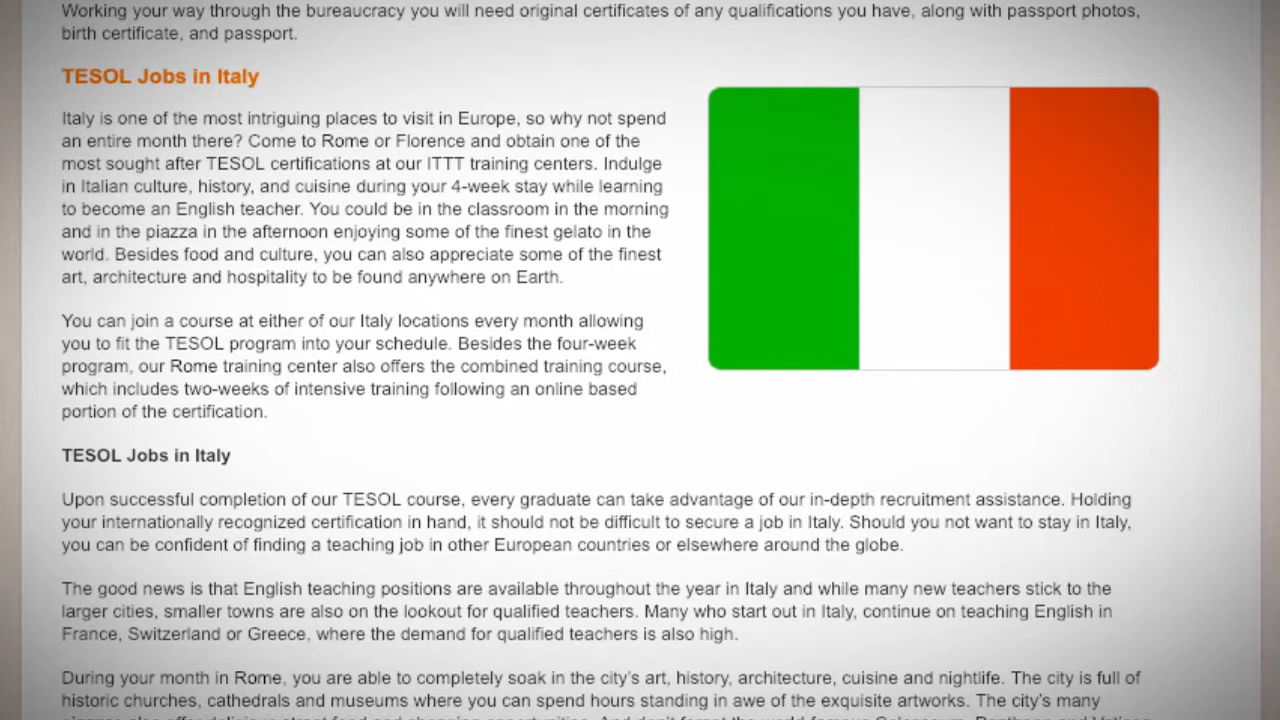 Working your way through the bureaucracy you will need original certificates of any qualifications you have, along with passport photos,
birth certificate, and passport.
TESOL Jobs in Italy
Italy is one of the most intriguing places to visit in Europe, so why not spend
an entire month there? Come to Rome or Florence and obtain one of the
most sought after TESOL certifications at our ITTT training centers. Indulge
in Italian culture, history, and cuisine during your 4-week stay while learning
to become an English teacher. You could be in the classroom in the morning
and in the piazza in the afternoon enjoying some of the finest gelato in the
world. Besides food and culture, you can also appreciate some of the finest
art, architecture and hospitality to be found anywhere on Earth.
You can join a course at either of our Italy locations every month allowing
you to fit the TESOL program into your schedule. Besides the four-week
program, our Rome training center also offers the combined training course,
which includes two-weeks of intensive training following an online based
portion of the certification.
TESOL Jobs in Italy
Upon successful completion of our TESOL course, every graduate can take advantage of our in-depth recruitment assistance. Holding
your internationally recognized certification in hand, it should not be difficult to secure a job in Italy. Should you not want to stay in Italy,
you can be confident of finding a teaching job in other European countries or elsewhere around the globe.
The good news is that English teaching positions are available throughout the year in Italy and while many new teachers stick to the
larger cities, smaller towns are also on the lookout for qualified teachers. Many who start out in Italy, continue on teaching English in
France, Switzerland or Greece, where the demand for qualified teachers is also high.
During your month in Rome, you are able to completely soak in the city's art, history, architecture, cuisine and nightlife. The city is full of
historic churches, cathedrals and museums where you can spend hours standing in awe of the exquisite artworks. The city's many